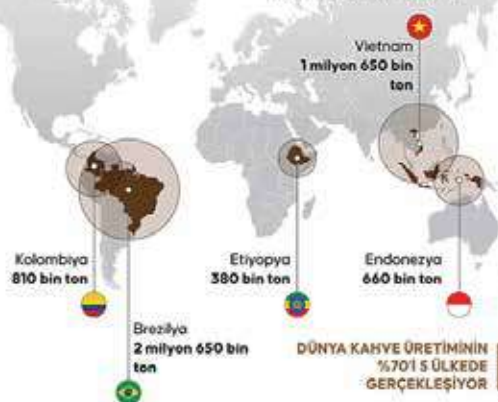 Vietnam
1 milyon 650 bin
ton
Kolombiya
810 bin ton
Etiyopya
380 bin ton
Endonezya
660 bin ton
Brezilya
2 milyon 650 bin
ton
DÜNYA KAHVE ÜRETİMİNİN
%70'İ 5 ÜLKEDE
GERÇEKLEŞİYOR